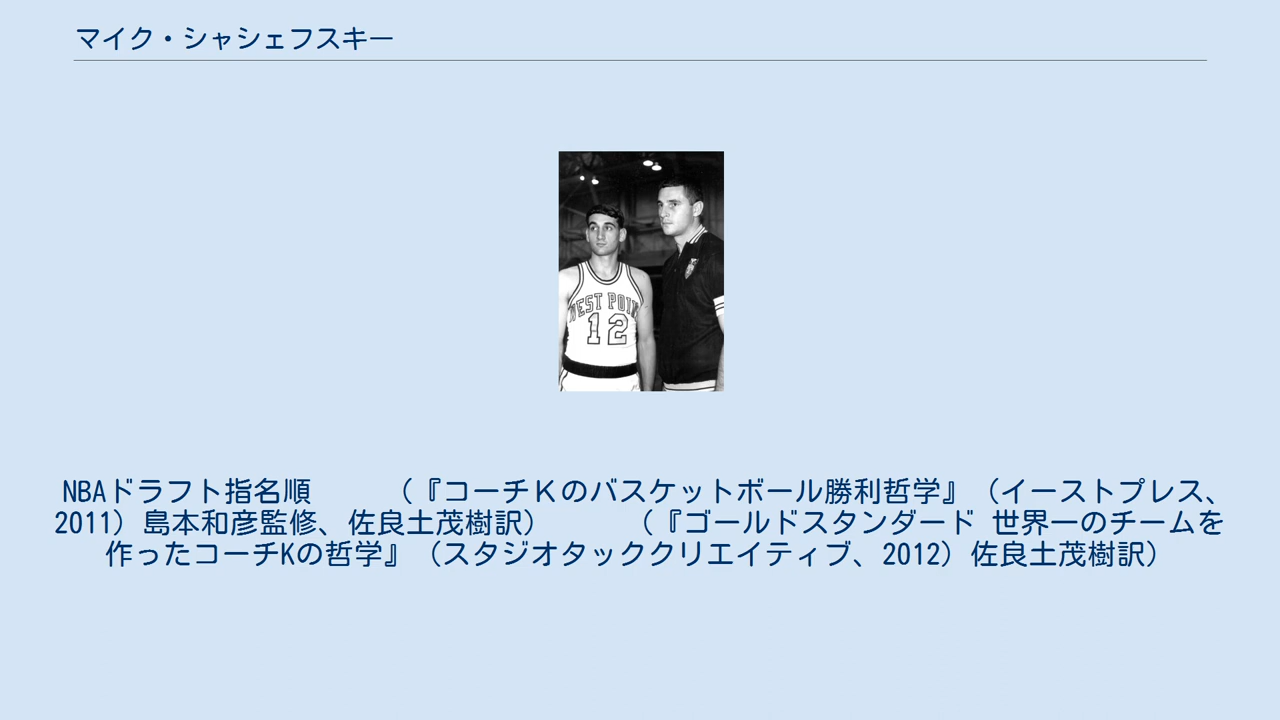 マイク・シャシェフスキー
WEST POIN
12
NBAドラフト指名順　　　（『コーチＫのバスケットボール勝利哲学』（イーストプレス、
2011）島本和彦監修、佐良土茂樹訳）　　　　（『ゴールドスタンダード 世界一のチームを
作ったコーチKの哲学』（スタジオタッククリエイティブ、2012）佐良土茂樹訳）